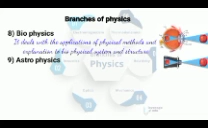 Branches of physics
8) Bio physics
It deals with the applications of physical methods and
explanation to bio physical system and structure
9) Astro physics
Physics